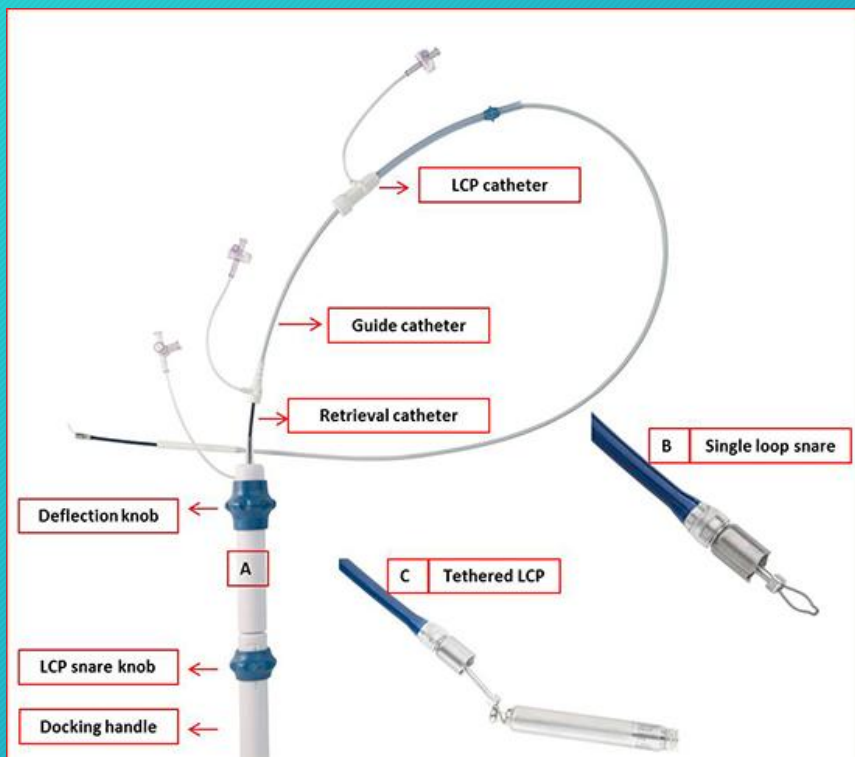 LCP catheter
Guide catheter
Retrieval catheter
B Single loop snare
Deflection knob
A
C Tethered LCP
LCP snare knob
Docking handle